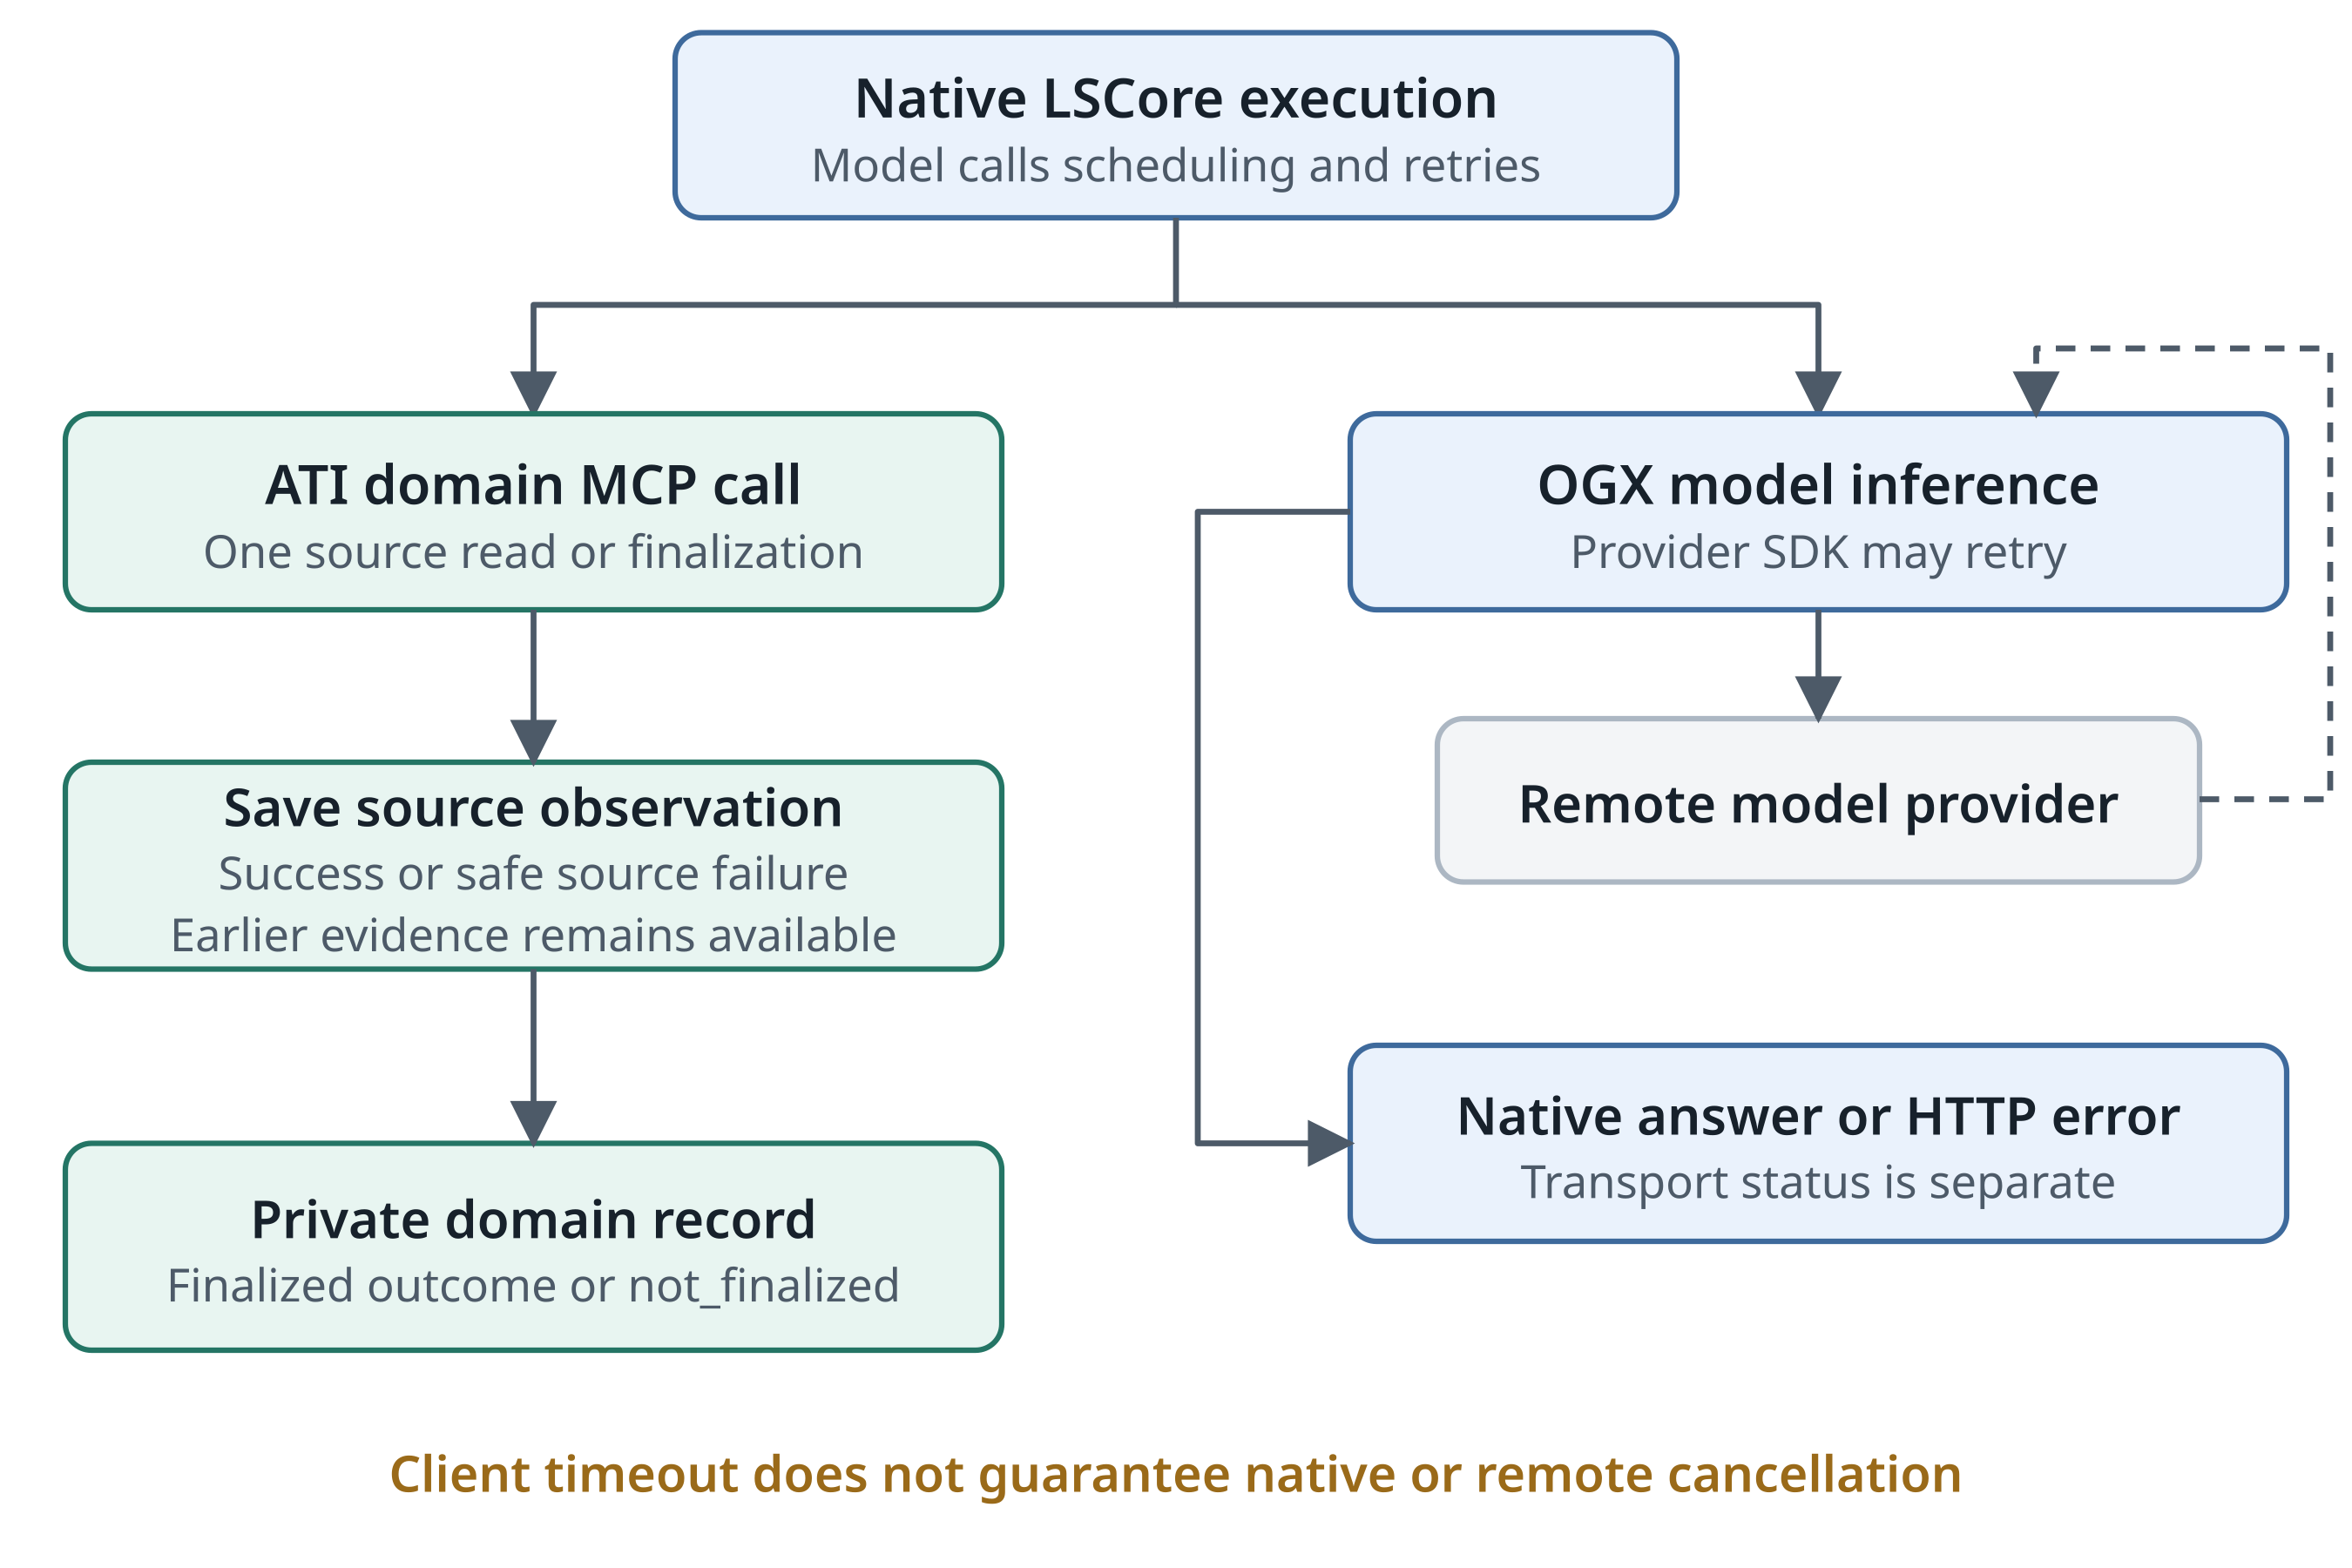 Native LSCore execution
Model calls scheduling and retries
ATI domain MCP call
One source read or finalization
OGX model inference
Provider SDK may retry
Save source observation
Success or safe source failure
Earlier evidence remains available
Remote model provider
Native answer or HTTP error
Transport status is separate
Private domain record
Finalized outcome or not_finalized
Client timeout does not guarantee native or remote cancellation